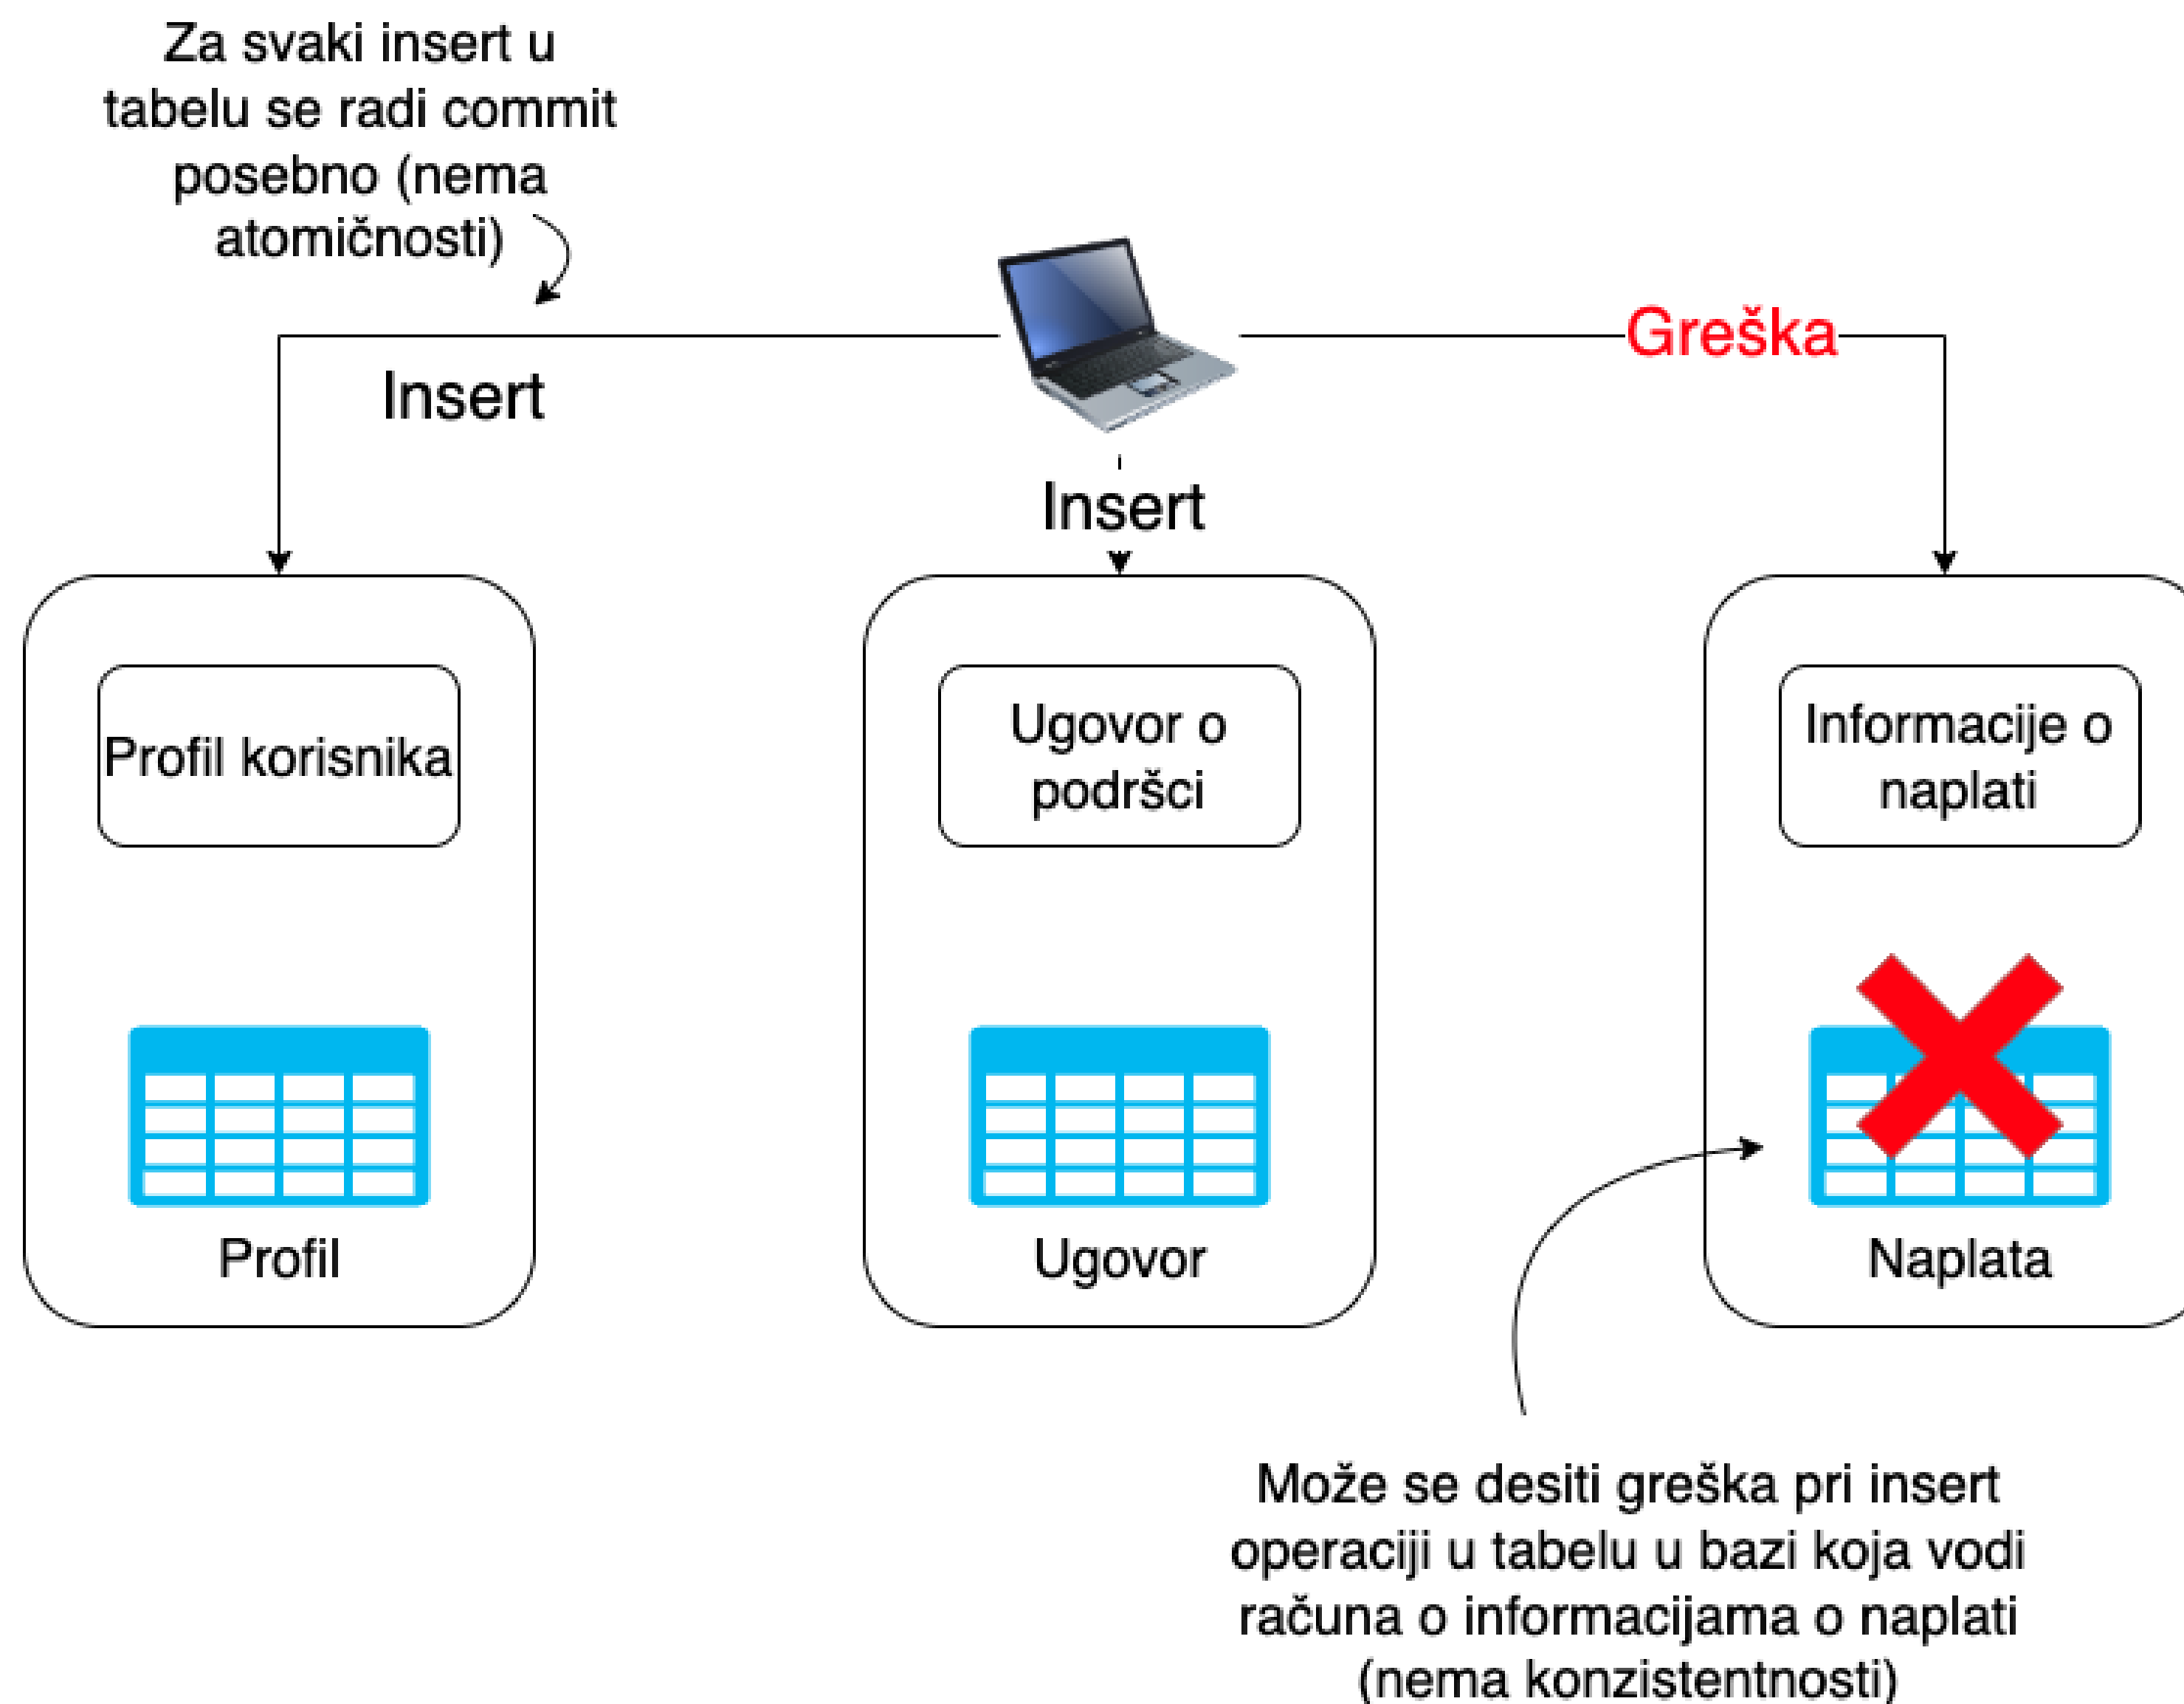 Za svaki insert u
tabelu se radi commit
posebno (nema
atomičnosti)
Insert
Insert
Greška
Profil korisnika
Ugovor o
podršci
Informacije o
naplati
Profil
Ugovor
Naplata
Može se desiti greška pri insert
operaciji u tabelu u bazi koja vodi
računa o informacijama o naplati
(nema konzistentnosti)